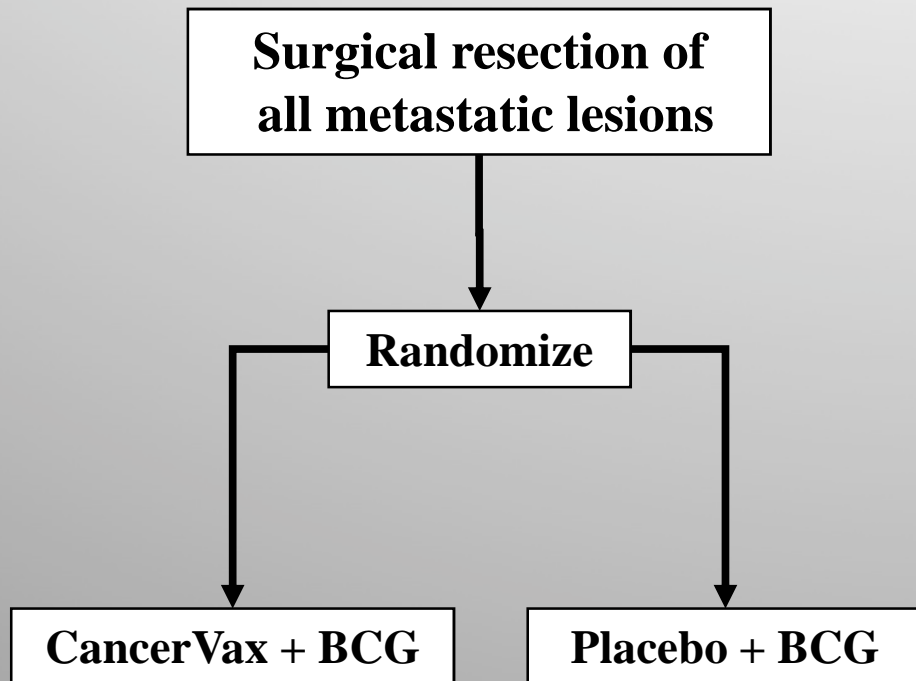 Surgical resection of
all metastatic lesions
Randomize
CancerVax + BCG
Placebo + BCG